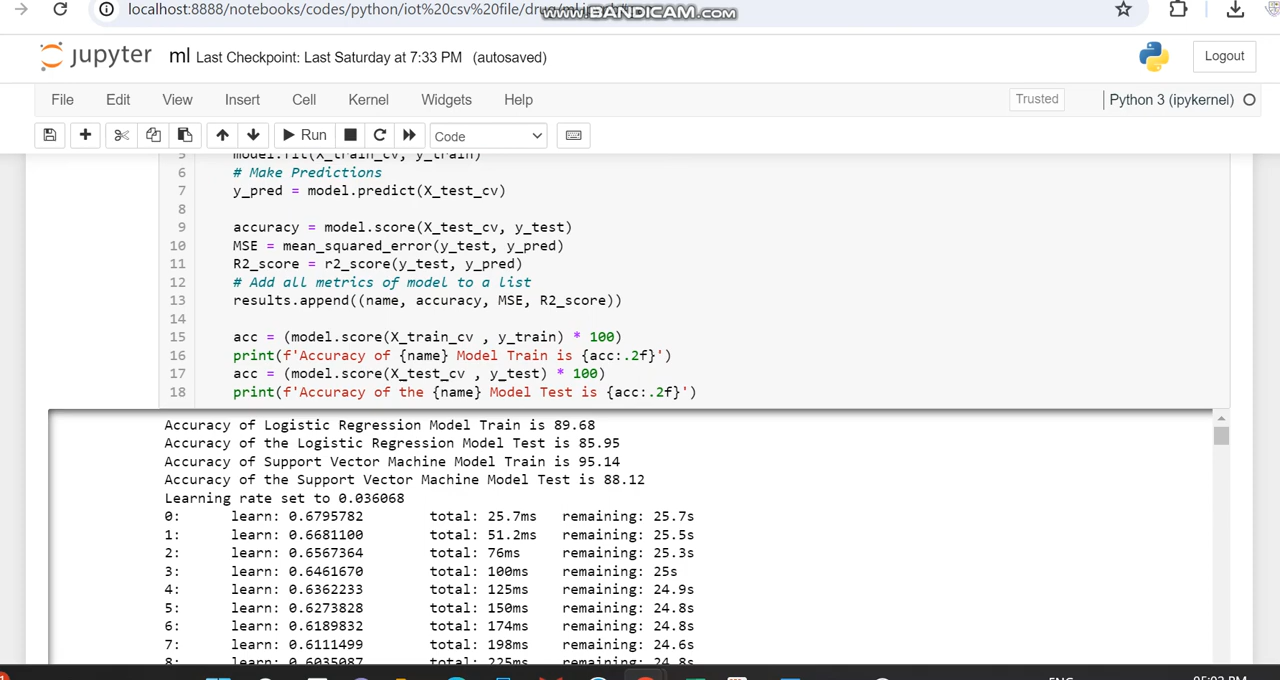 localhost:8888/notebooks/codes/python/iot%20csv%20file/drug/ml.ipynb
www.BANDICAM.com
jupyter ml Last Checkpoint: Last Saturday at 7:33 PM (autosaved)
Logout
File Edit View Insert Cell Kernel Widgets Help
Trusted Python 3 (ipykernel)
Run Code
5 model.fit(X_train_cv, y_train)
6 # Make Predictions
7 y_pred = model.predict(X_test_cv)
8
9 accuracy = model.score(X_test_cv, y_test)
10 MSE = mean_squared_error(y_test, y_pred)
11 R2_score = r2_score(y_test, y_pred)
12 # Add all metrics of model to a list
13 results.append((name, accuracy, MSE, R2_score))
14
15 acc = (model.score(X_train_cv , y_train) * 100)
16 print(f'Accuracy of {name} Model Train is {acc:.2f}')
17 acc = (model.score(X_test_cv , y_test) * 100)
18 print(f'Accuracy of the {name} Model Test is {acc:.2f}')
Accuracy of Logistic Regression Model Train is 89.68
Accuracy of the Logistic Regression Model Test is 85.95
Accuracy of Support Vector Machine Model Train is 95.14
Accuracy of the Support Vector Machine Model Test is 88.12
Learning rate set to 0.036068
0: learn: 0.6795782 total: 25.7ms remaining: 25.7s
1: learn: 0.6681100 total: 51.2ms remaining: 25.5s
2: learn: 0.6567364 total: 76ms remaining: 25.3s
3: learn: 0.6461670 total: 100ms remaining: 25s
4: learn: 0.6362233 total: 125ms remaining: 24.9s
5: learn: 0.6273828 total: 150ms remaining: 24.8s
6: learn: 0.6189832 total: 174ms remaining: 24.8s
7: learn: 0.6111499 total: 198ms remaining: 24.6s
8: learn: 0.6035087 total: 225ms remaining: 24.8s
ENG
05:02 PM